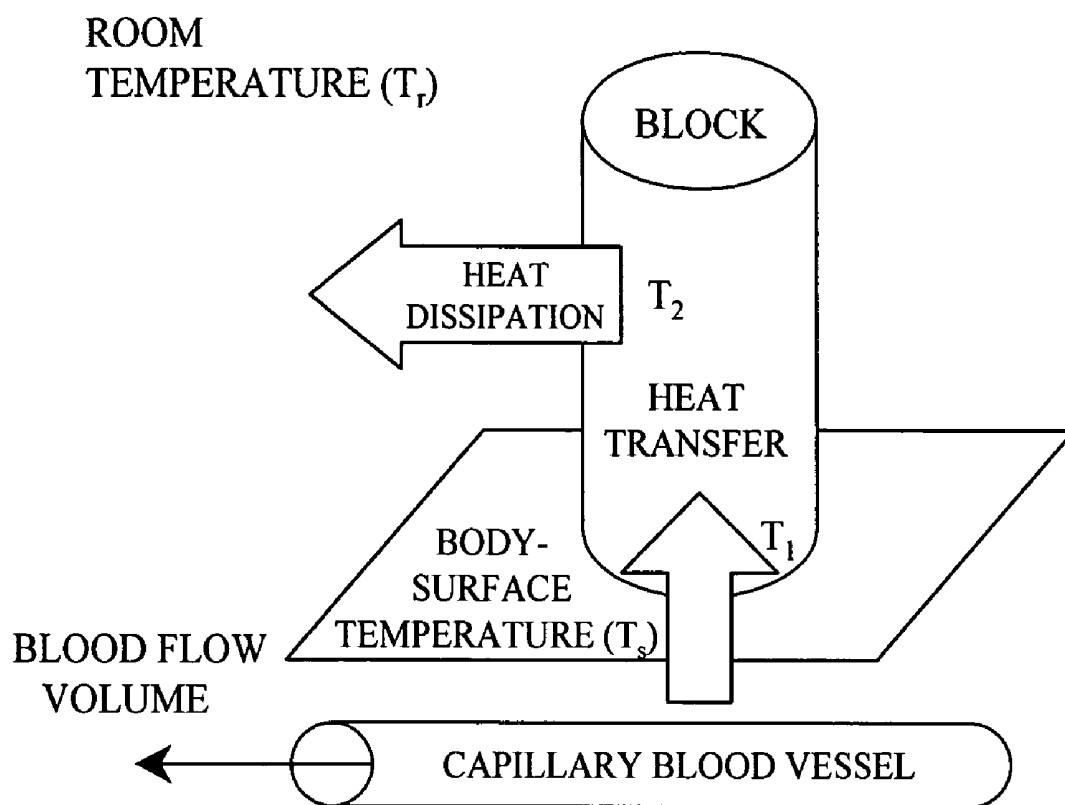 ROOM
TEMPERATURE (Tr)
BLOCK
HEAT
DISSIPATION
T2
HEAT
TRANSFER
T1
BODY-
SURFACE
TEMPERATURE (Ts)
BLOOD FLOW
VOLUME
CAPILLARY BLOOD VESSEL